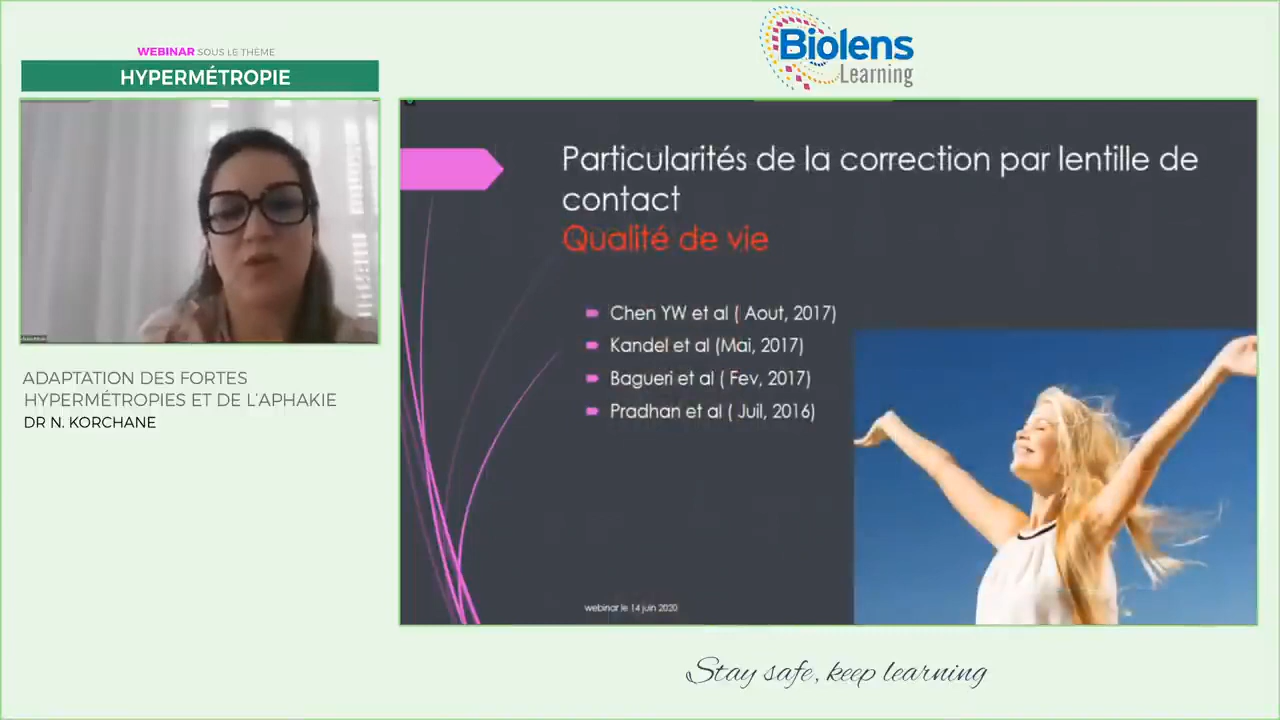 WEBINAR SOUS LE THÈME
HYPERMÉTROPIE
Biolens
Learning
ADAPTATION DES FORTES
HYPERMÉTROPIES ET DE L'APHAKIE
DR N. KORCHANE
Particularités de la correction par lentille de
contact
Qualité de vie
Chen YW et al ( Aout, 2017)
Kandel et al (Mai, 2017)
Bagueri et al ( Fev, 2017)
Pradhan et al ( Juil, 2016)
webinar le 14 juin 2020
Stay safe, keep learning